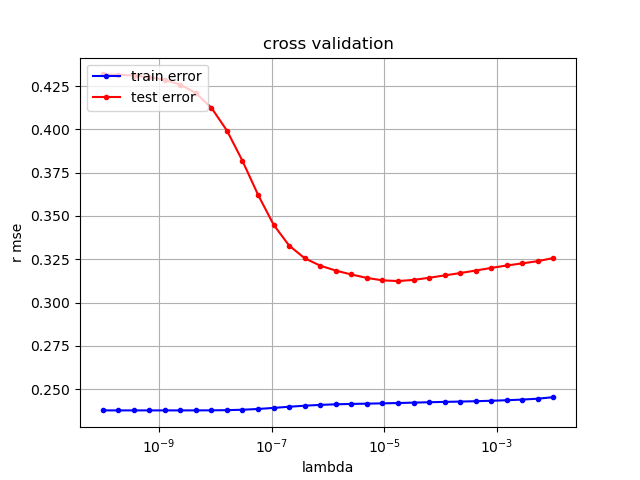 cross validation
train error
test error
r mse
0.425
0.400
0.375
0.350
0.325
0.300
0.275
0.250
10⁻⁹
10⁻⁷
10⁻⁵
10⁻³
lambda